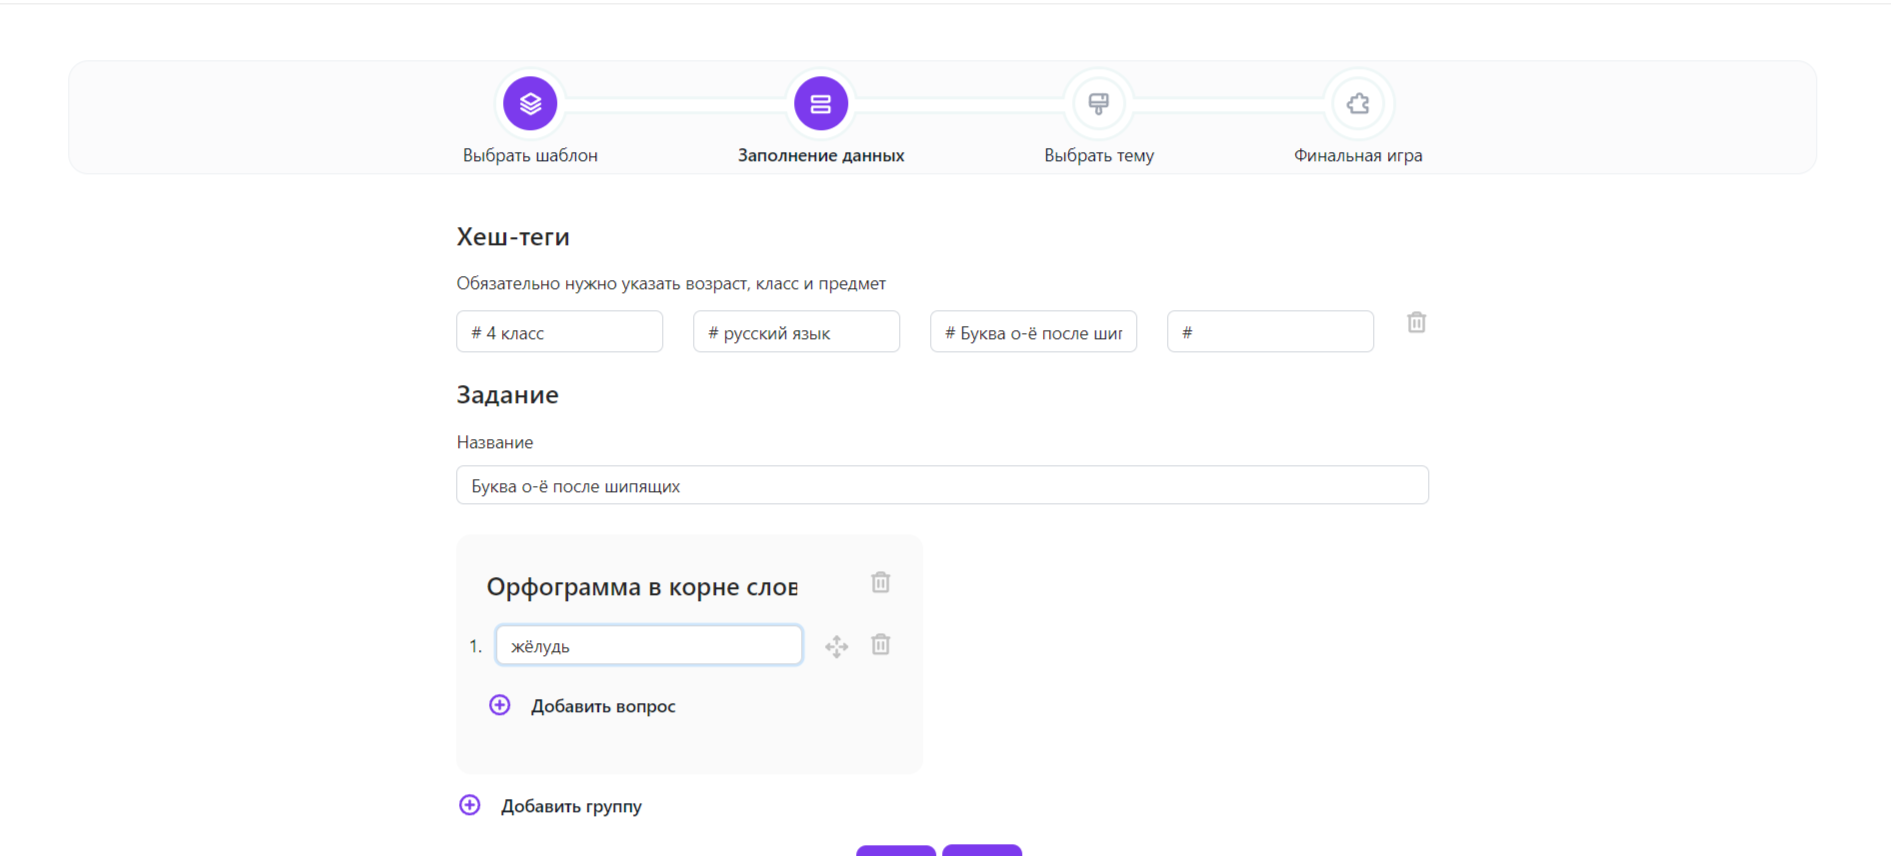 Выбрать шаблон
Заполнение данных
Выбрать тему
Финальная игра
Хеш-теги
Обязательно нужно указать возраст, класс и предмет
# 4 класс
# русский язык
# Буква о-ё после шиг
#
Задание
Название
Буква о-ё после шипящих
Орфограмма в корне слов
1. жёлудь
Добавить вопрос
Добавить группу